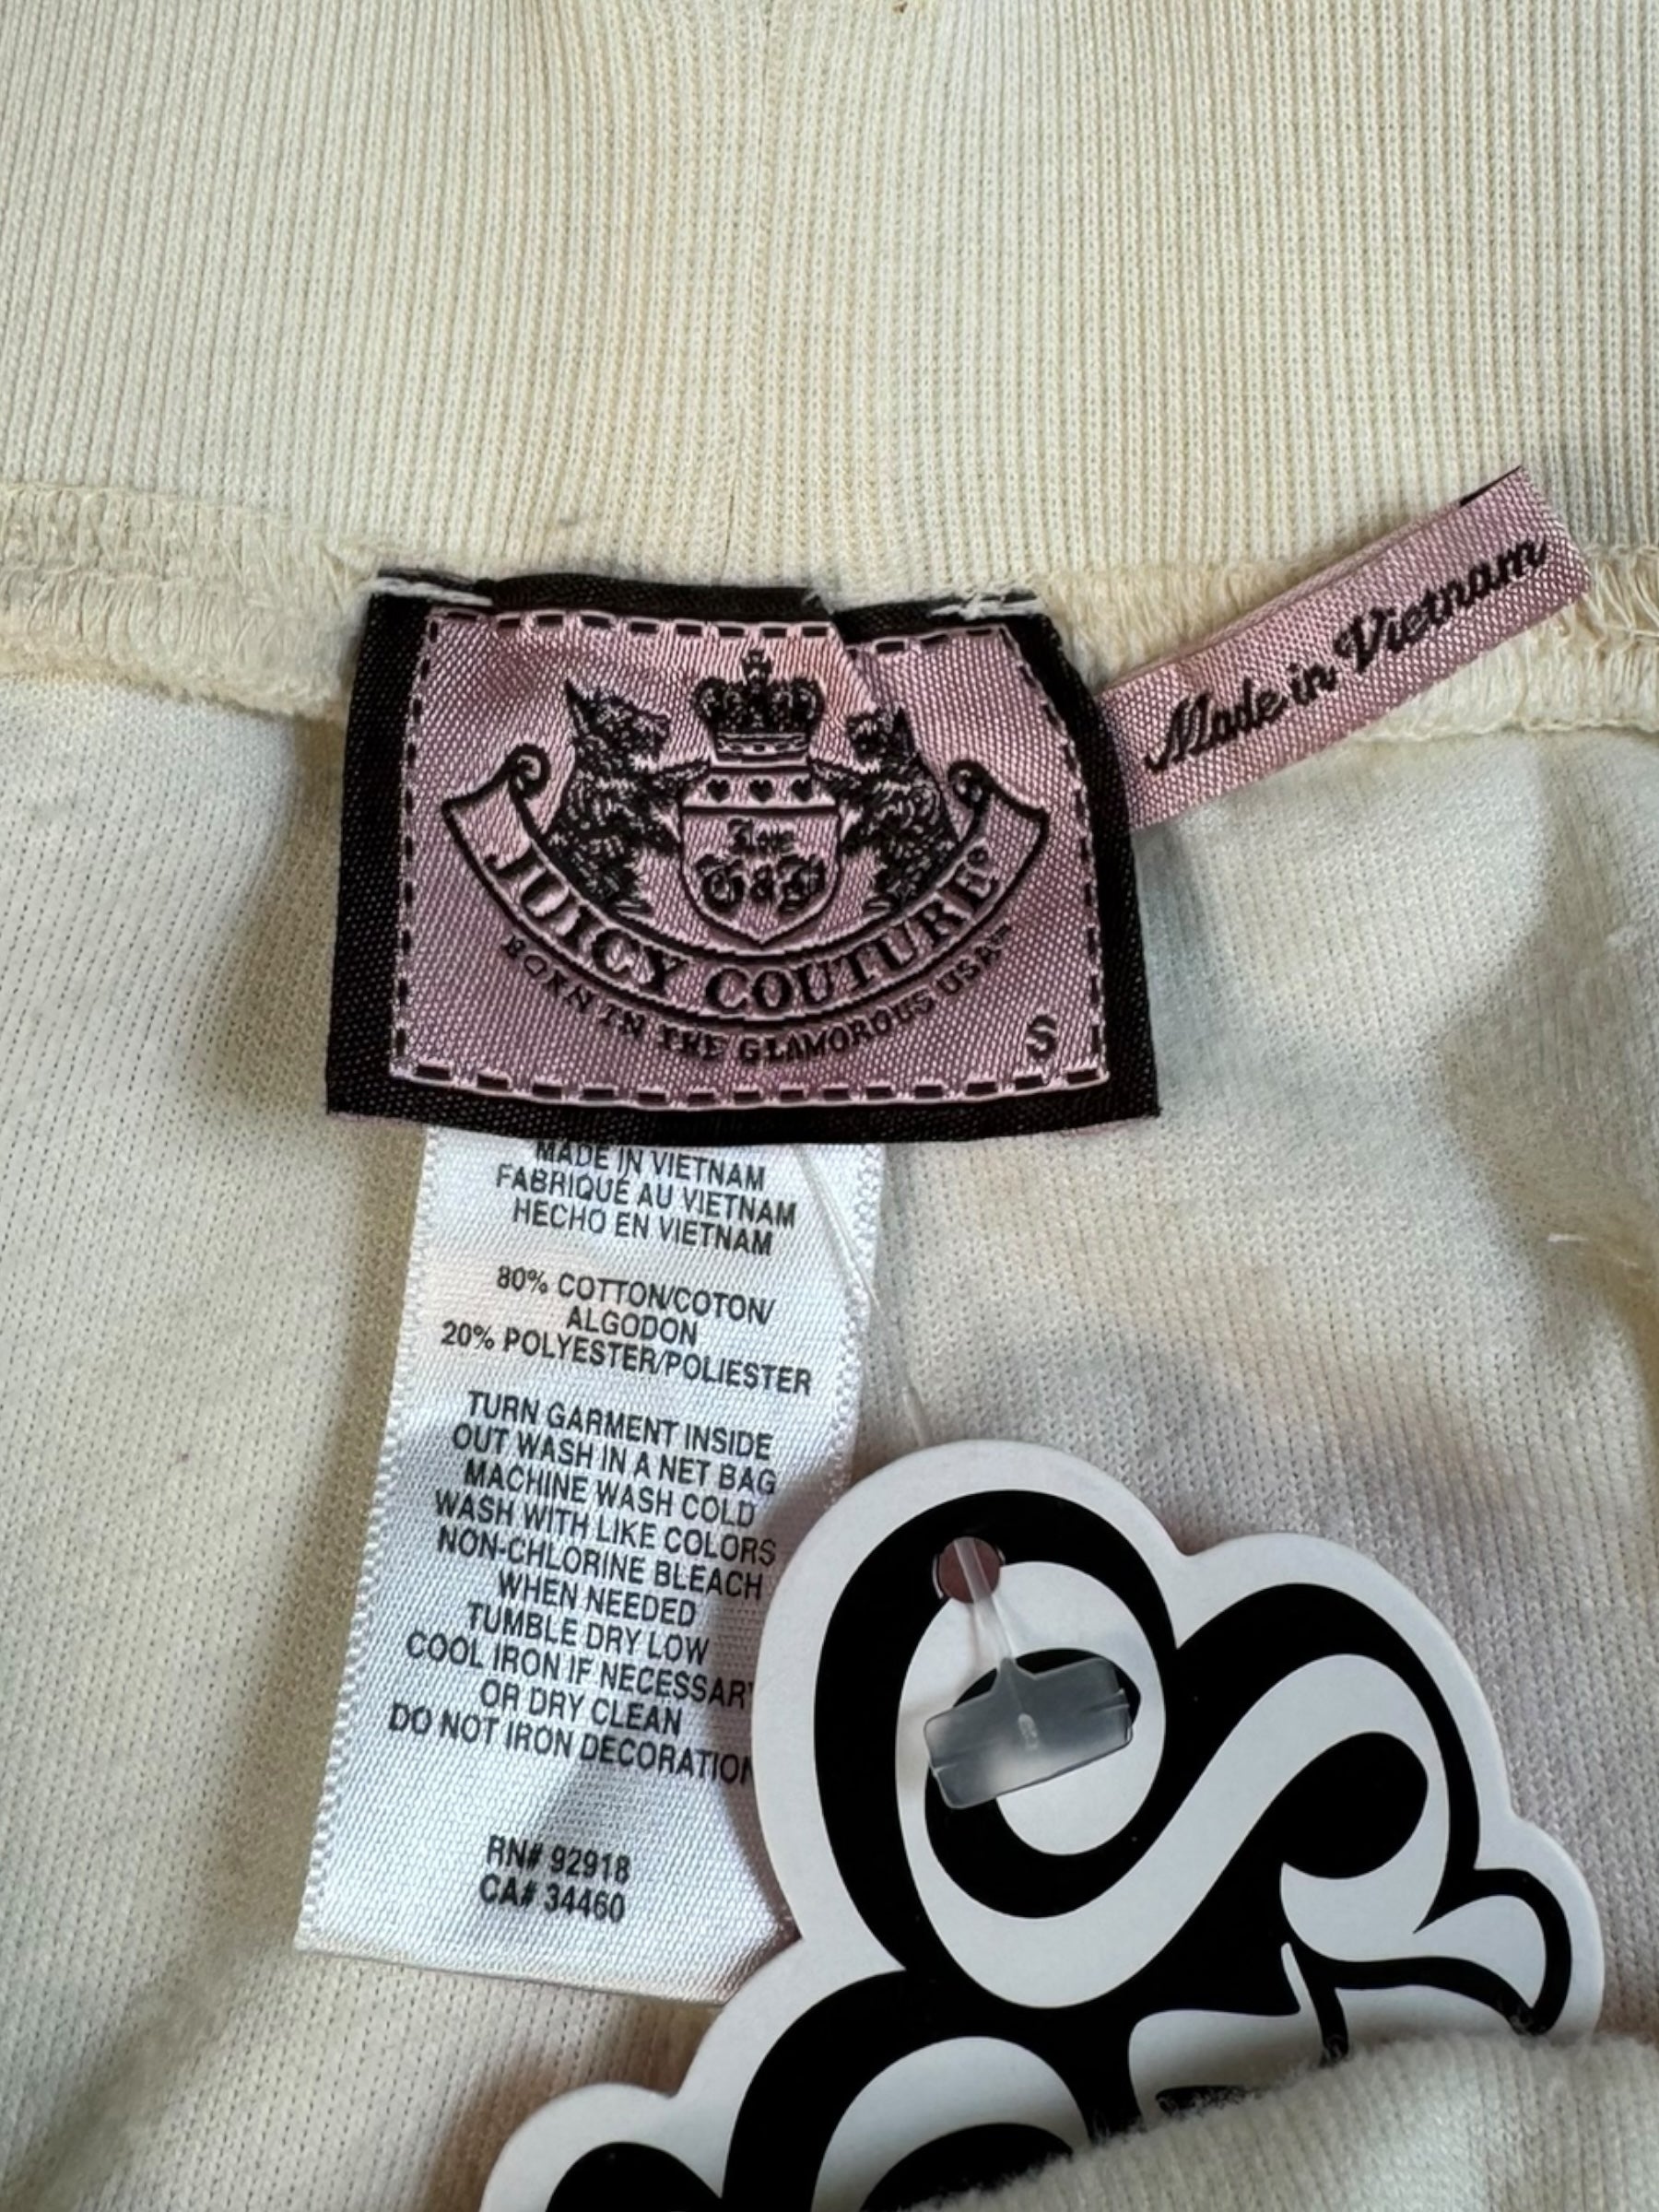 Made in Vietnam
Love
G&P
JUICY COUTURE®
BORN IN THE GLAMOROUS USA™
S
MADE IN VIETNAM
FABRIQUÉ AU VIETNAM
HECHO EN VIETNAM
80% COTTON/COTON/
ALGODON
20% POLYESTER/POLIESTER
TURN GARMENT INSIDE
OUT WASH IN A NET BAG
MACHINE WASH COLD
WASH WITH LIKE COLORS
NON-CHLORINE BLEACH
WHEN NEEDED
TUMBLE DRY LOW
COOL IRON IF NECESSAR
OR DRY CLEAN
DO NOT IRON DECORATION
RN# 92918
CA# 34460